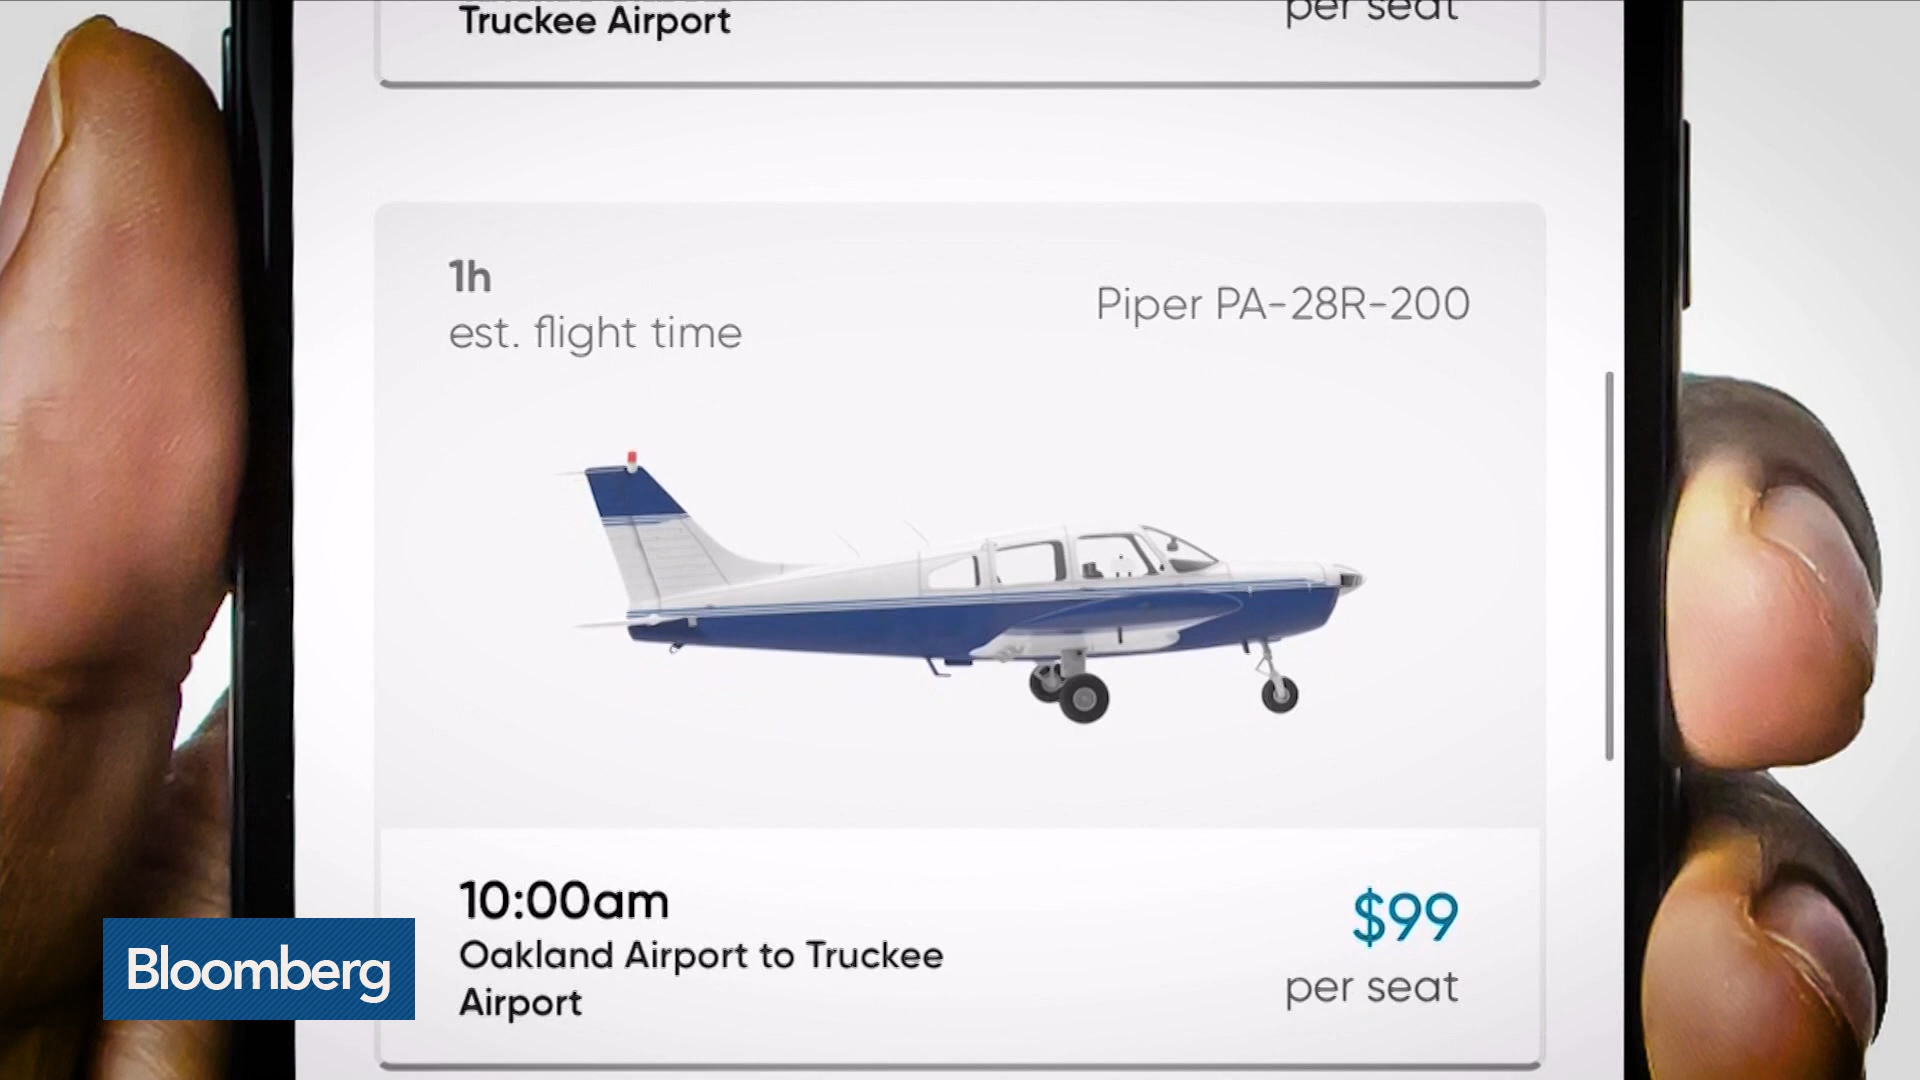 Truckee Airport
per seat
1h
est. flight time
Piper PA-28R-200
10:00am
Oakland Airport to Truckee
Airport
$99
per seat
Bloomberg